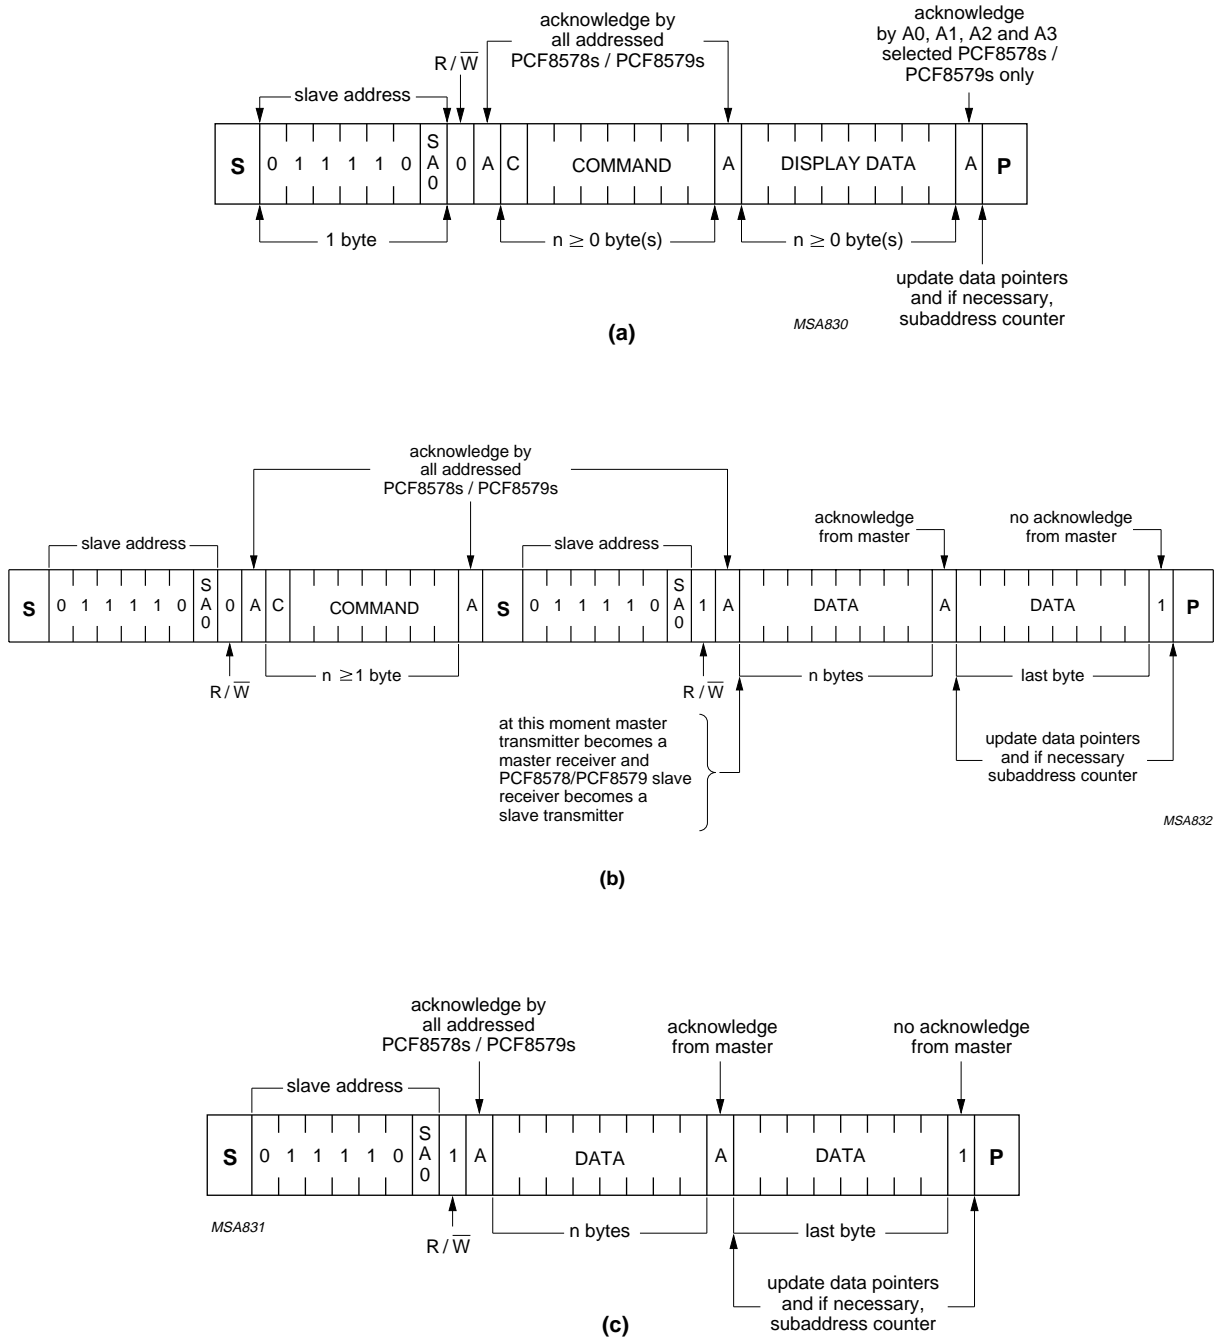 acknowledge by
all addressed
PCF8578s / PCF8579s
acknowledge
by A0, A1, A2 and A3
selected PCF8578s /
PCF8579s only
R / W̅
slave address
S 0 1 1 1 1 0 SA0 0 A C COMMAND A DISPLAY DATA A P
1 byte n ≥ 0 byte(s) n ≥ 0 byte(s)
update data pointers
and if necessary,
subaddress counter
MSA830
(a)
acknowledge by
all addressed
PCF8578s / PCF8579s
acknowledge
from master
no acknowledge
from master
slave address slave address
S 0 1 1 1 1 0 SA0 0 A C COMMAND A S 0 1 1 1 1 0 SA0 1 A DATA A DATA 1 P
R / W̅ n ≥ 1 byte R / W̅ n bytes last byte
at this moment master
transmitter becomes a
master receiver and
PCF8578/PCF8579 slave
receiver becomes a
slave transmitter
update data pointers
and if necessary
subaddress counter
MSA832
(b)
acknowledge by
all addressed
PCF8578s / PCF8579s
acknowledge
from master
no acknowledge
from master
slave address
S 0 1 1 1 1 0 SA0 1 A DATA A DATA 1 P
MSA831
R / W̅ n bytes last byte
update data pointers
and if necessary,
subaddress counter
(c)